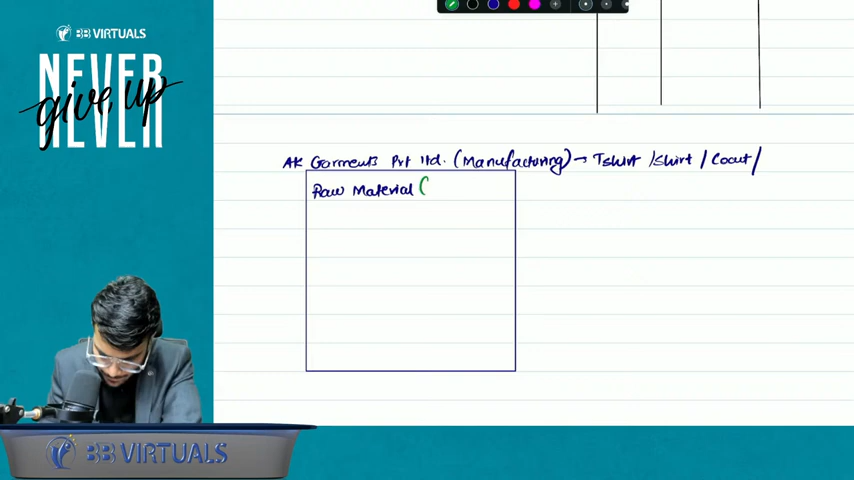 BB VIRTUALS
NEVER
give up
NEVER
AK Garments Pvt ltd. (Manufacturing) → Tshirt /shirt / Coat/
Raw Material (
BB VIRTUALS